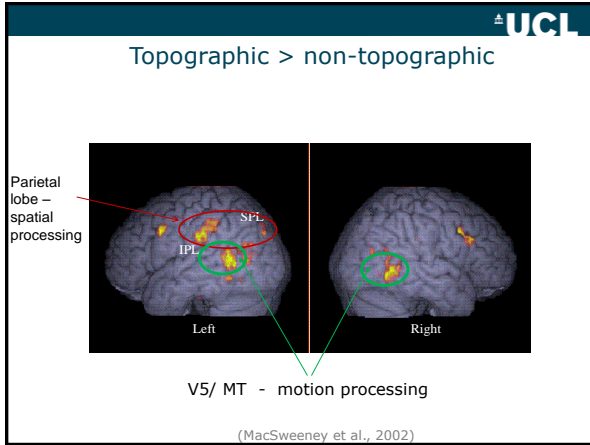 UCL
Topographic > non-topographic
Parietal
lobe –
spatial
processing
SPL
IPL
Left
Right
V5/ MT - motion processing
(MacSweeney et al., 2002)